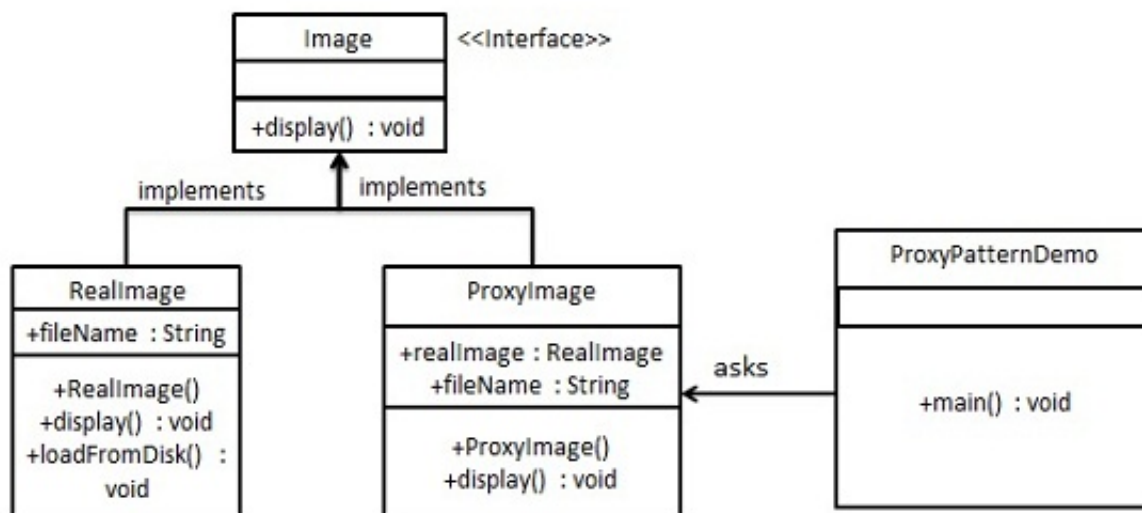 Image
<<Interface>>
+display() : void
implements
implements
RealImage
+fileName : String
+RealImage()
+display() : void
+loadFromDisk() :
void
ProxyImage
+realImage : RealImage
+fileName : String
+ProxyImage()
+display() : void
asks
ProxyPatternDemo
+main() : void